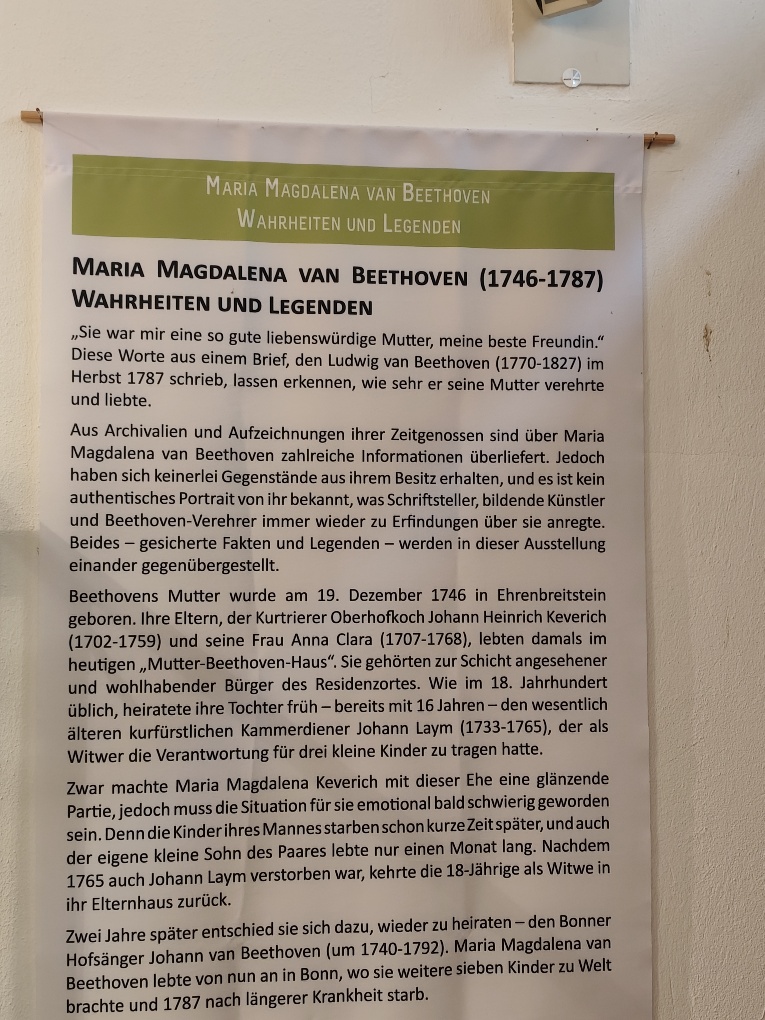 Maria Magdalena van Beethoven
Wahrheiten und Legenden
Maria Magdalena van Beethoven (1746-1787)
Wahrheiten und Legenden
„Sie war mir eine so gute liebenswürdige Mutter, meine beste Freundin.“
Diese Worte aus einem Brief, den Ludwig van Beethoven (1770-1827) im
Herbst 1787 schrieb, lassen erkennen, wie sehr er seine Mutter verehrte
und liebte.
Aus Archivalien und Aufzeichnungen ihrer Zeitgenossen sind über Maria
Magdalena van Beethoven zahlreiche Informationen überliefert. Jedoch
haben sich keinerlei Gegenstände aus ihrem Besitz erhalten, und es ist kein
authentisches Portrait von ihr bekannt, was Schriftsteller, bildende Künstler
und Beethoven-Verehrer immer wieder zu Erfindungen über sie anregte.
Beides – gesicherte Fakten und Legenden – werden in dieser Ausstellung
einander gegenübergestellt.
Beethovens Mutter wurde am 19. Dezember 1746 in Ehrenbreitstein
geboren. Ihre Eltern, der Kurtrierer Oberhofkoch Johann Heinrich Keverich
(1702-1759) und seine Frau Anna Clara (1707-1768), lebten damals im
heutigen „Mutter-Beethoven-Haus“. Sie gehörten zur Schicht angesehener
und wohlhabender Bürger des Residenzortes. Wie im 18. Jahrhundert
üblich, heiratete ihre Tochter früh – bereits mit 16 Jahren – den wesentlich
älteren kurfürstlichen Kammerdiener Johann Laym (1733-1765), der als
Witwer die Verantwortung für drei kleine Kinder zu tragen hatte.
Zwar machte Maria Magdalena Keverich mit dieser Ehe eine glänzende
Partie, jedoch muss die Situation für sie emotional bald schwierig geworden
sein. Denn die Kinder ihres Mannes starben schon kurze Zeit später, und auch
der eigene kleine Sohn des Paares lebte nur einen Monat lang. Nachdem
1765 auch Johann Laym verstorben war, kehrte die 18-Jährige als Witwe in
ihr Elternhaus zurück.
Zwei Jahre später entschied sie sich dazu, wieder zu heiraten – den Bonner
Hofsänger Johann van Beethoven (um 1740-1792). Maria Magdalena van
Beethoven lebte von nun an in Bonn, wo sie weitere sieben Kinder zu Welt
brachte und 1787 nach längerer Krankheit starb.